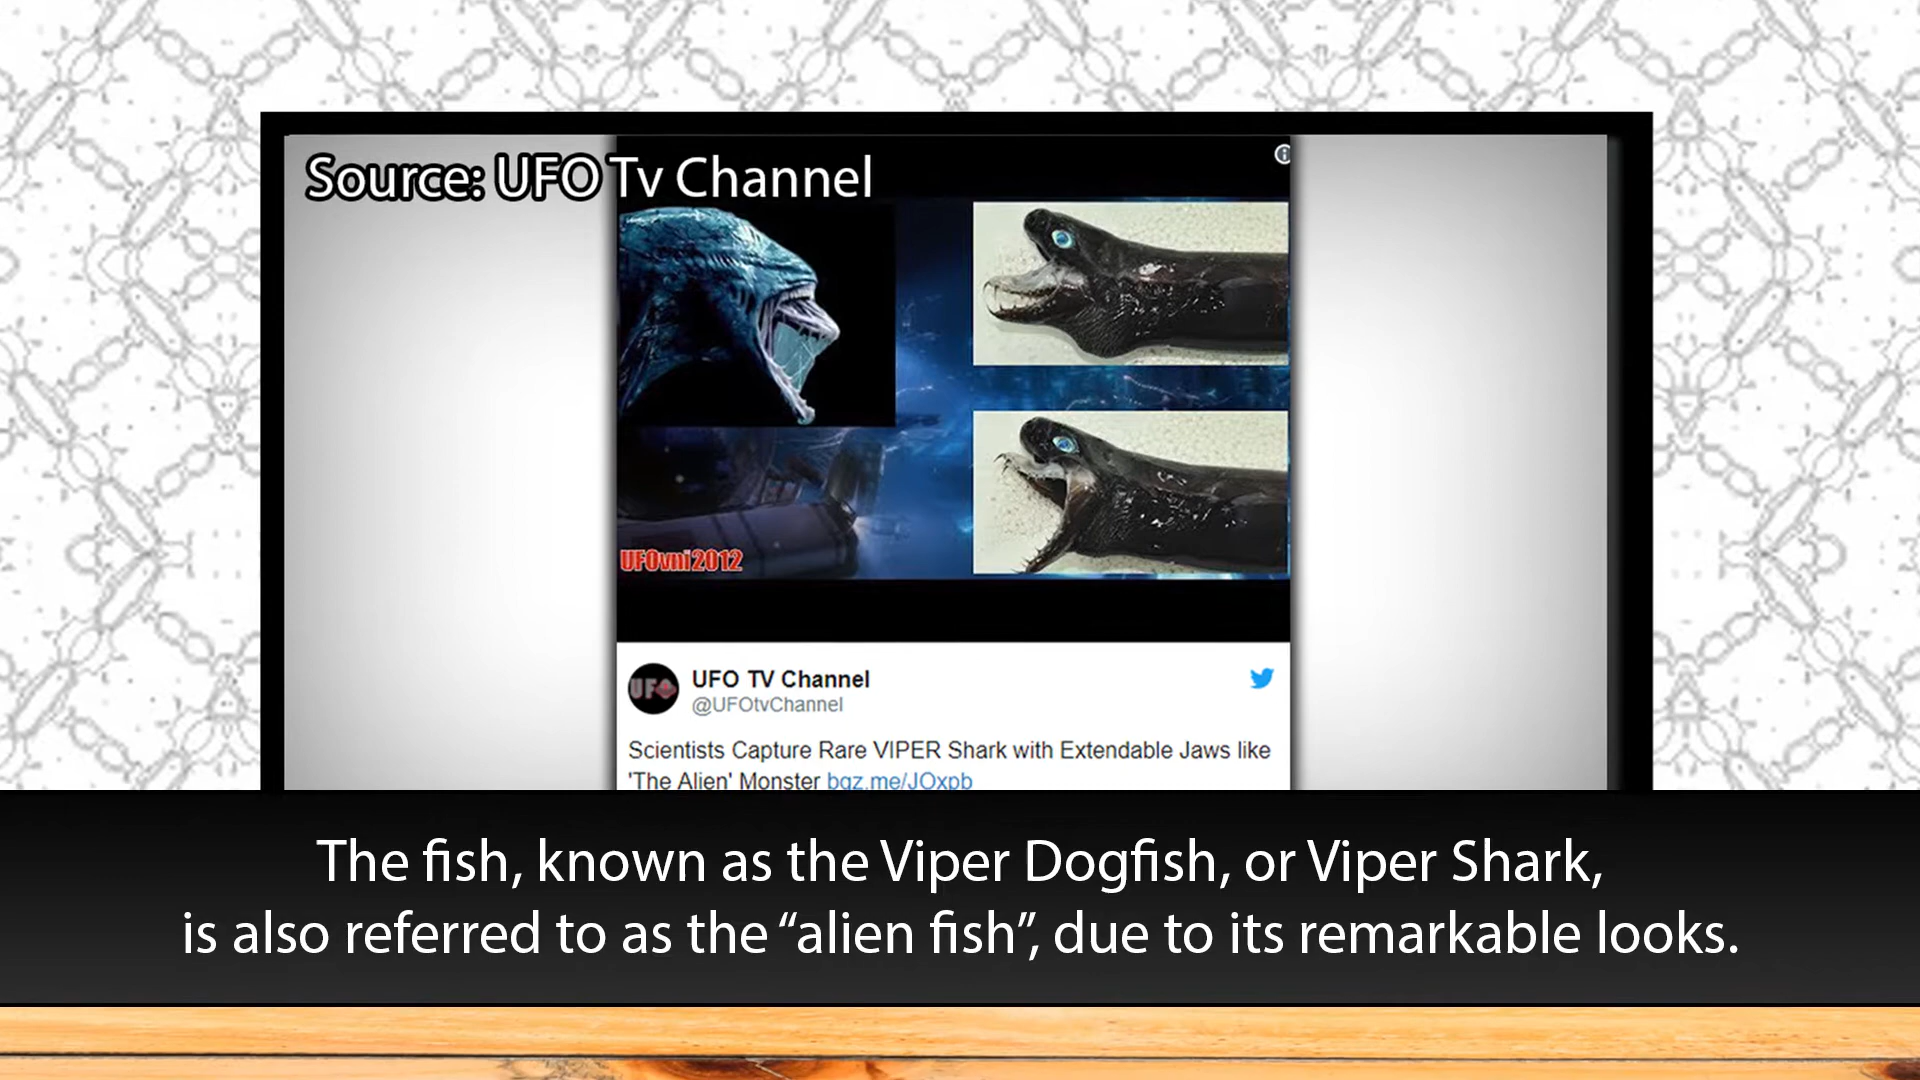 Source: UFO Tv Channel
UFOvni2012
UFO
UFO TV Channel
@UFOtvChannel
Scientists Capture Rare VIPER Shark with Extendable Jaws like
'The Alien' Monster bgz.me/JOxpb
The fish, known as the Viper Dogfish, or Viper Shark,
is also referred to as the “alien fish”, due to its remarkable looks.